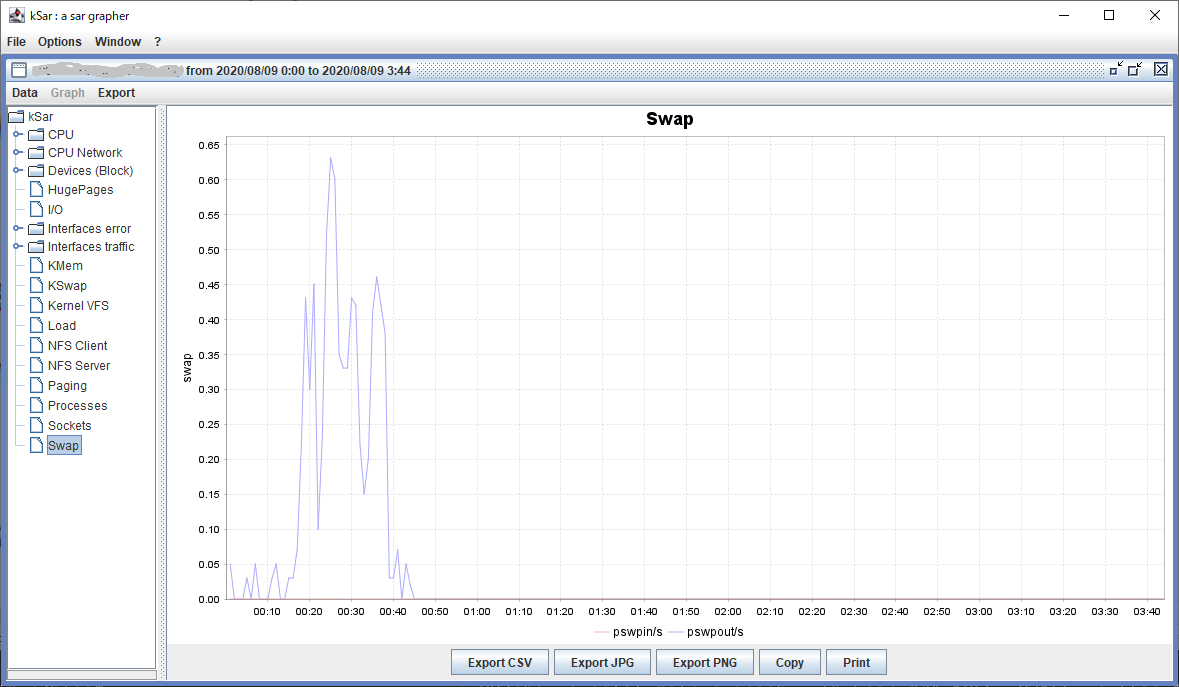 kSar : a sar grapher
File Options Window ?
from 2020/08/09 0:00 to 2020/08/09 3:44
Data Graph Export
kSar
CPU
CPU Network
Devices (Block)
HugePages
I/O
Interfaces error
Interfaces traffic
KMem
KSwap
Kernel VFS
Load
NFS Client
NFS Server
Paging
Processes
Sockets
Swap
Swap
swap
0.65
0.60
0.55
0.50
0.45
0.40
0.35
0.30
0.25
0.20
0.15
0.10
0.05
0.00
00:10 00:20 00:30 00:40 00:50 01:00 01:10 01:20 01:30 01:40 01:50 02:00 02:10 02:20 02:30 02:40 02:50 03:00 03:10 03:20 03:30 03:40
pswpin/s pswpout/s
Export CSV Export JPG Export PNG Copy Print